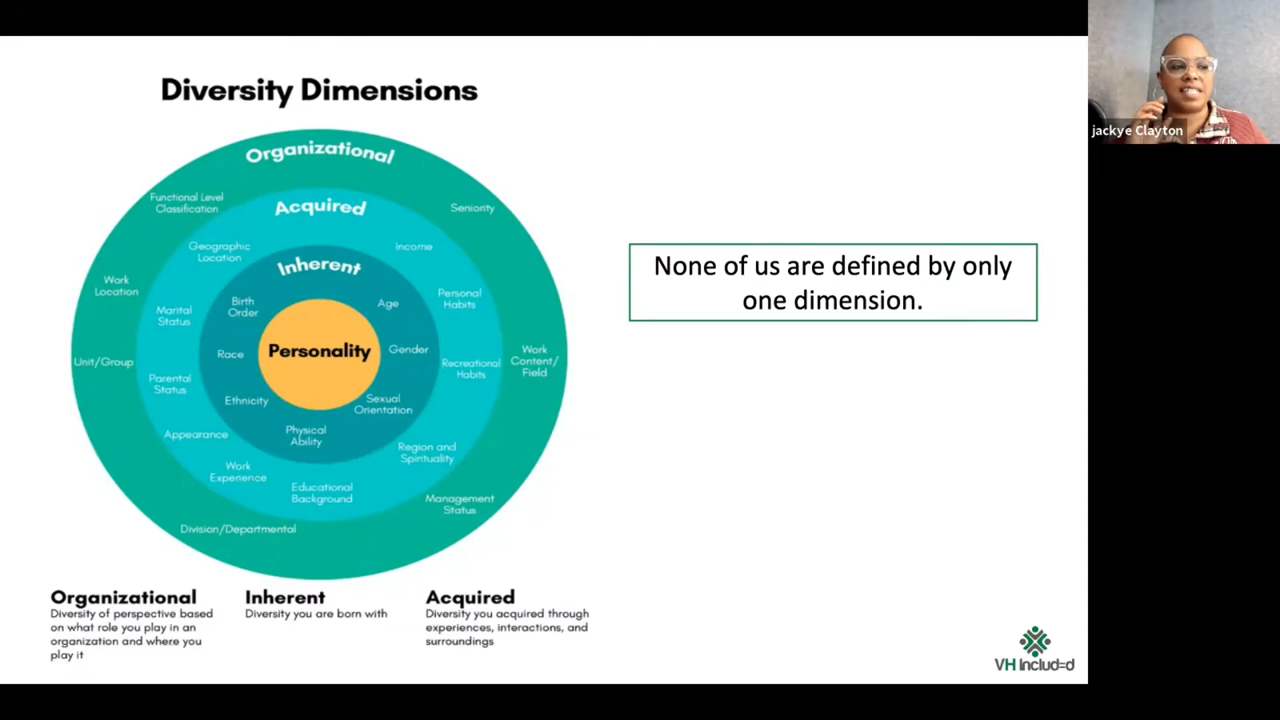 Diversity Dimensions
Organizational
Functional Level
Classification
Seniority
Acquired
Geographic
Location
Income
Inherent
Work
Location
Birth
Order
Age
Personal
Habits
Marital
Status
Personality
Race
Gender
Unit/Group
Recreational
Habits
Work
Content/
Field
Parental
Status
Ethnicity
Sexual
Orientation
Appearance
Physical
Ability
Region and
Spirituality
Work
Experience
Educational
Background
Management
Status
Division/Departmental
Organizational
Diversity of perspective based
on what role you play in an
organization and where you
play it
Inherent
Diversity you are born with
Acquired
Diversity you acquired through
experiences, interactions, and
surroundings
None of us are defined by only
one dimension.
VH Includ=d
jackye Clayton